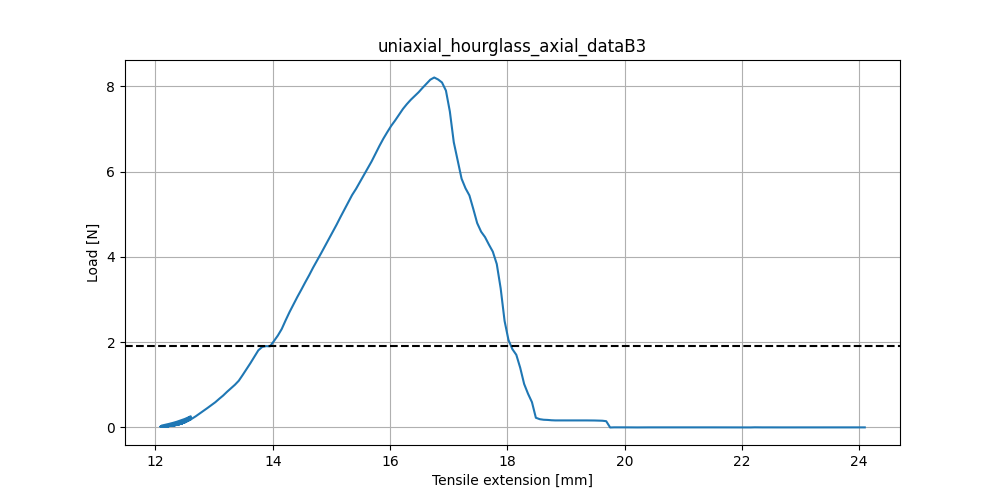 uniaxial_hourglass_axial_dataB3
8
6
4
2
0
Load [N]
12 14 16 18 20 22 24
Tensile extension [mm]